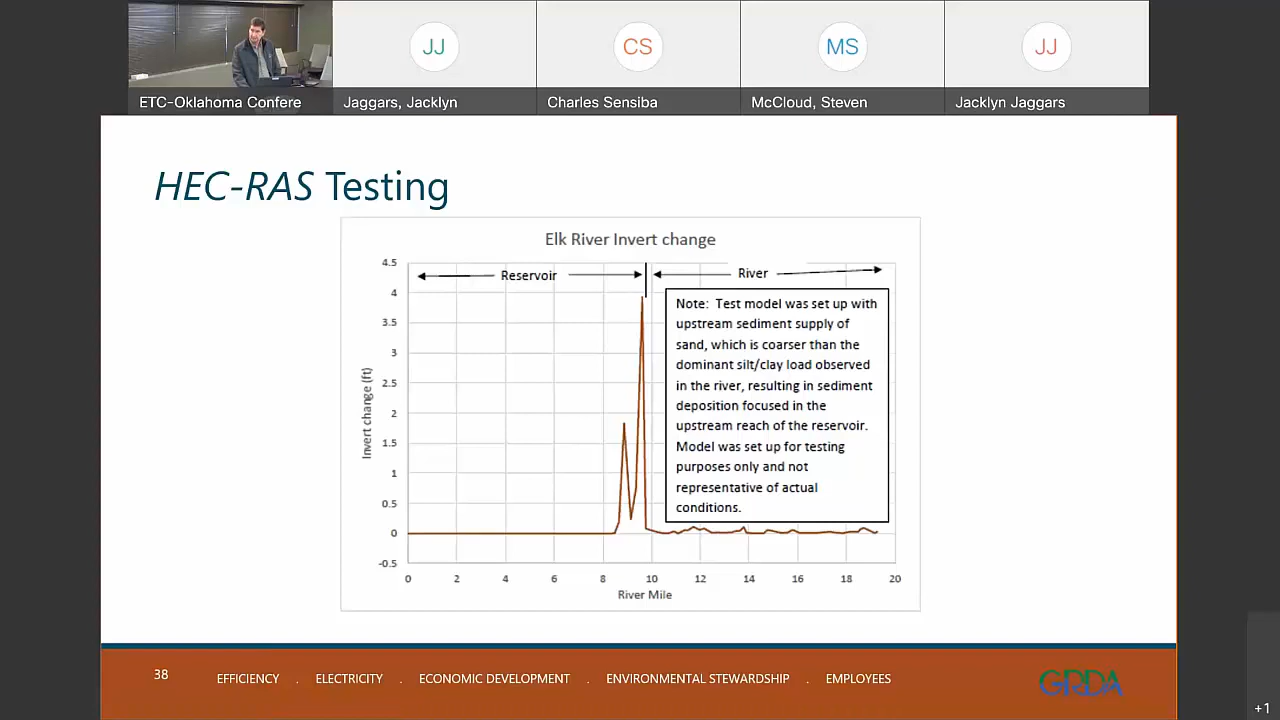 JJ
CS
MS
JJ
ETC-Oklahoma Confere
Jaggars, Jacklyn
Charles Sensiba
McCloud, Steven
Jacklyn Jaggars
HEC-RAS Testing
Elk River Invert change
Reservoir
River
4.5
4
3.5
3
2.5
2
1.5
1
0.5
0
-0.5
Invert change (ft)
Note: Test model was set up with
upstream sediment supply of
sand, which is coarser than the
dominant silt/clay load observed
in the river, resulting in sediment
deposition focused in the
upstream reach of the reservoir.
Model was set up for testing
purposes only and not
representative of actual
conditions.
0 2 4 6 8 10 12 14 16 18 20
River Mile
38
EFFICIENCY . ELECTRICITY . ECONOMIC DEVELOPMENT . ENVIRONMENTAL STEWARDSHIP . EMPLOYEES
GRDA
+1